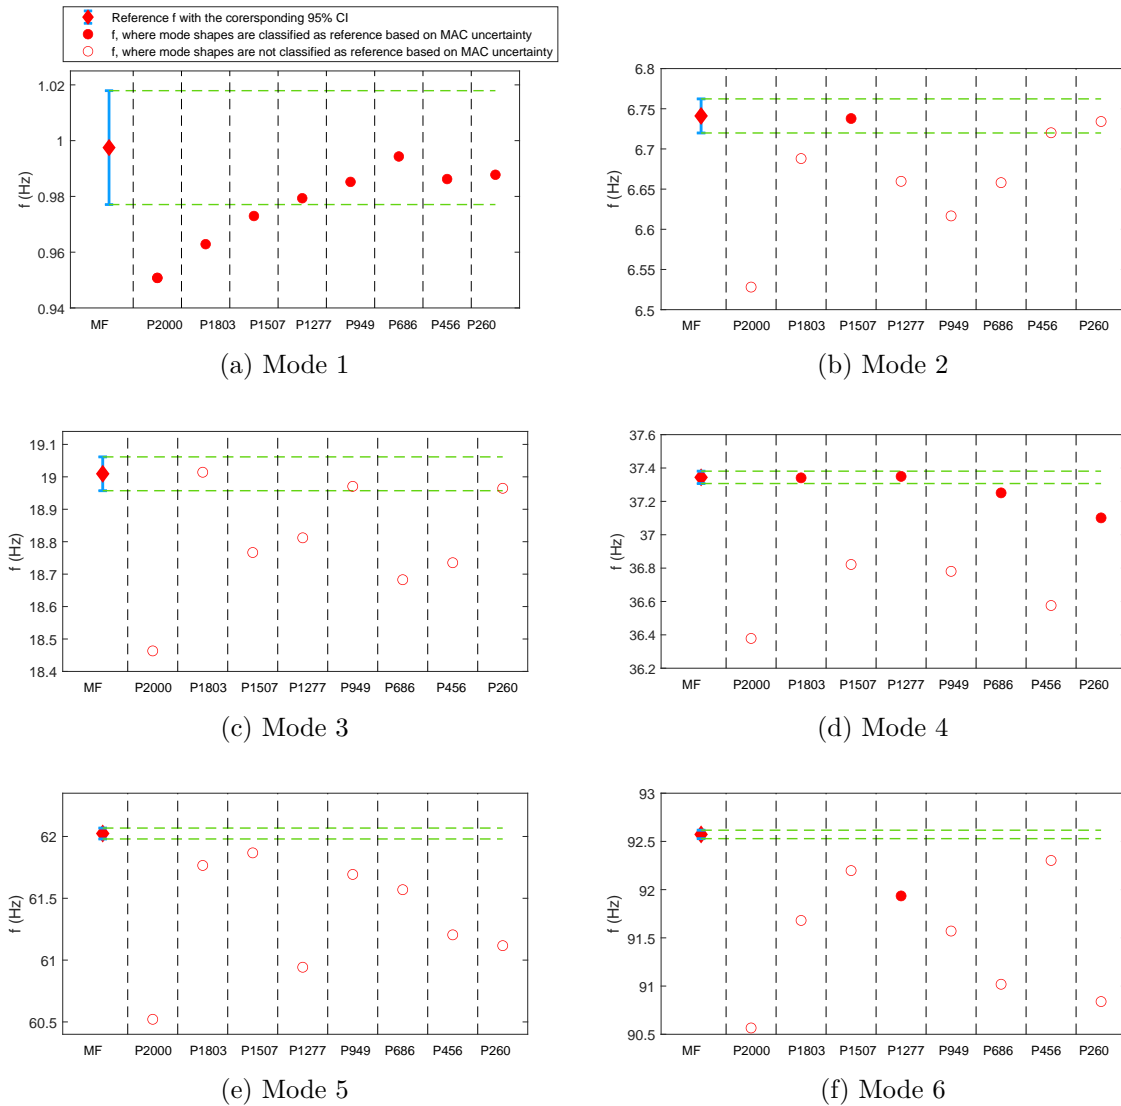 Reference f with the corersponding 95% CI
f, where mode shapes are classified as reference based on MAC uncertainty
f, where mode shapes are not classified as reference based on MAC uncertainty
1.02
1
0.98
0.96
0.94
f (Hz)
MF P2000 P1803 P1507 P1277 P949 P686 P456 P260
(a) Mode 1
6.8
6.75
6.7
6.65
6.6
6.55
6.5
f (Hz)
MF P2000 P1803 P1507 P1277 P949 P686 P456 P260
(b) Mode 2
19.1
19
18.9
18.8
18.7
18.6
18.5
18.4
f (Hz)
MF P2000 P1803 P1507 P1277 P949 P686 P456 P260
(c) Mode 3
37.6
37.4
37.2
37
36.8
36.6
36.4
36.2
f (Hz)
MF P2000 P1803 P1507 P1277 P949 P686 P456 P260
(d) Mode 4
62
61.5
61
60.5
f (Hz)
MF P2000 P1803 P1507 P1277 P949 P686 P456 P260
(e) Mode 5
93
92.5
92
91.5
91
90.5
f (Hz)
MF P2000 P1803 P1507 P1277 P949 P686 P456 P260
(f) Mode 6